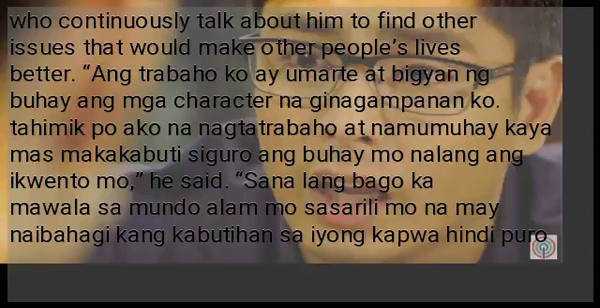 who continuously talk about him to find other
issues that would make other people's lives
better. “Ang trabaho ko ay umarte at bigyan ng
buhay ang mga character na ginagampanan ko.
tahimik po ako na nagtatrabaho at namumuhay kaya
mas makakabuti siguro ang buhay mo nalang ang
ikwento mo,” he said. “Sana lang bago ka
mawala sa mundo alam mo sasarili mo na may
naibahagi kang kabutihan sa iyong kapwa hindi puro